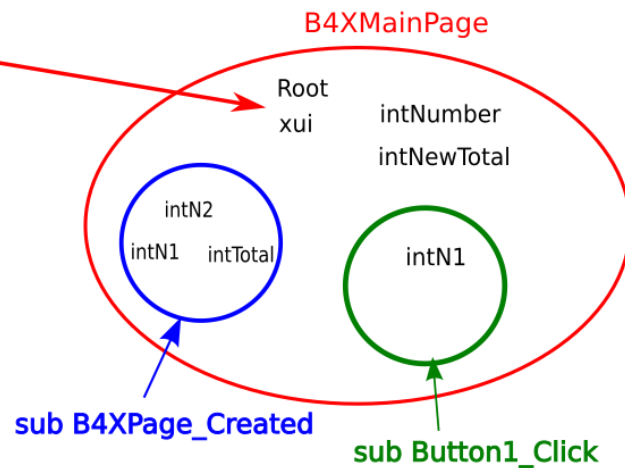 B4XMainPage
Root
xui
intNumber
intNewTotal
intN2
intN1
intTotal
intN1
sub B4XPage_Created
sub Button1_Click